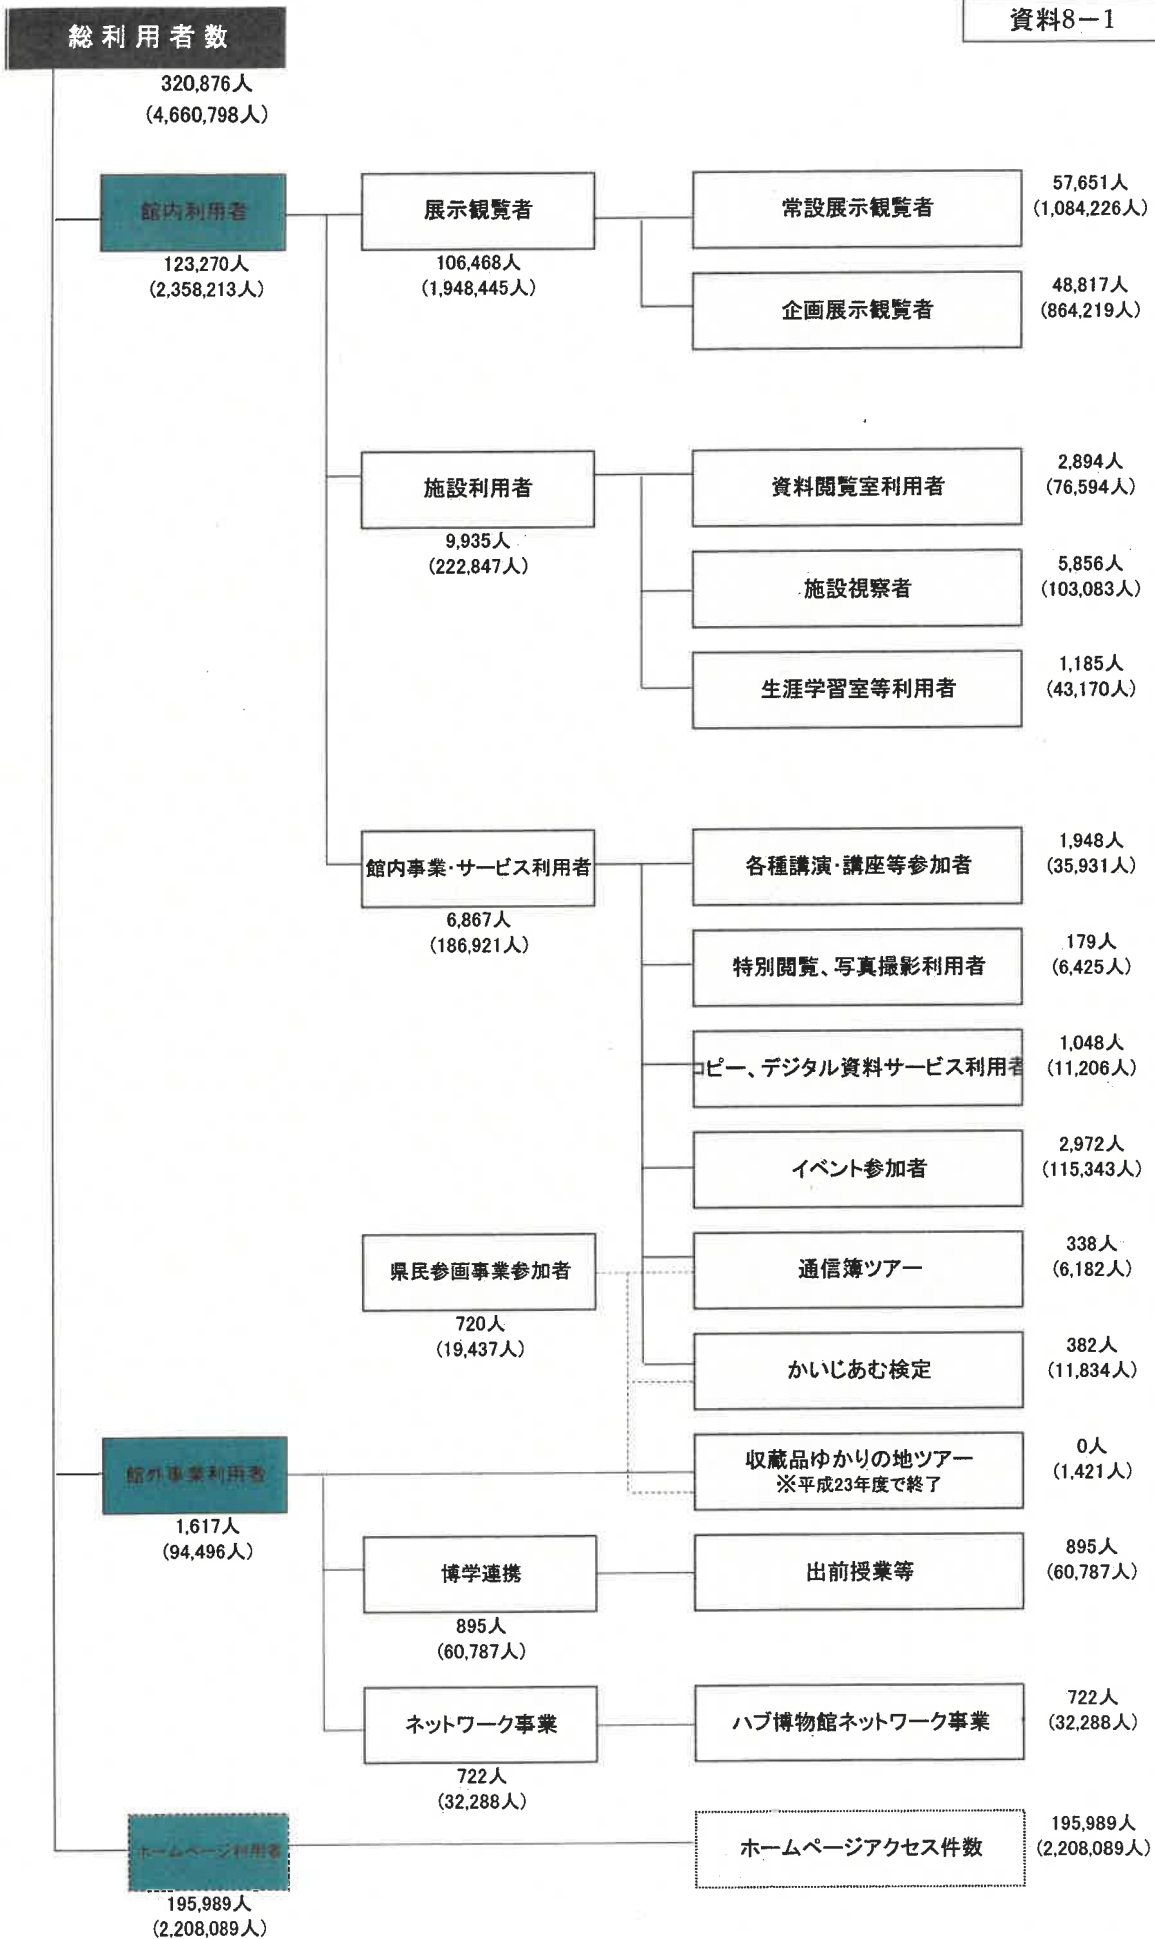 資料8-1
総利用者数
320,876人
(4,660,798人)
館内利用者
123,270人
(2,358,213人)
展示観覧者
106,468人
(1,948,445人)
常設展示観覧者
57,651人
(1,084,226人)
企画展示観覧者
48,817人
(864,219人)
施設利用者
9,935人
(222,847人)
資料閲覧室利用者
2,894人
(76,594人)
施設視察者
5,856人
(103,083人)
生涯学習室等利用者
1,185人
(43,170人)
館内事業・サービス利用者
6,867人
(186,921人)
各種講演・講座等参加者
1,948人
(35,931人)
特別閲覧、写真撮影利用者
179人
(6,425人)
コピー、デジタル資料サービス利用者
1,048人
(11,206人)
イベント参加者
2,972人
(115,343人)
県民参画事業参加者
720人
(19,437人)
通信簿ツアー
338人
(6,182人)
かいじあむ検定
382人
(11,834人)
館外事業利用者
1,617人
(94,496人)
収蔵品ゆかりの地ツアー
※平成23年度で終了
0人
(1,421人)
博学連携
895人
(60,787人)
出前授業等
895人
(60,787人)
ネットワーク事業
722人
(32,288人)
ハブ博物館ネットワーク事業
722人
(32,288人)
ホームページ利用者
195,989人
(2,208,089人)
ホームページアクセス件数
195,989人
(2,208,089人)